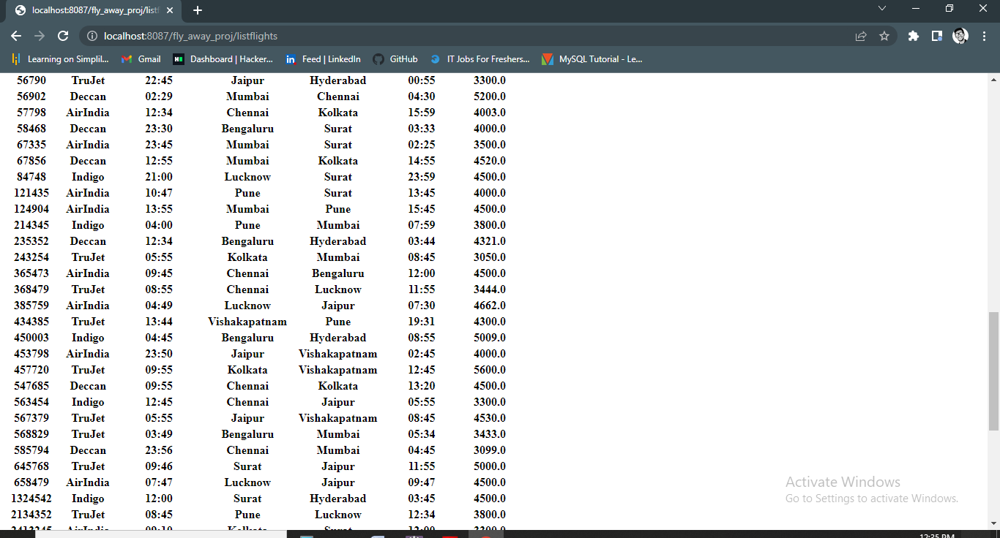 localhost:8087/fly_away_proj/list
localhost:8087/fly_away_proj/listflights
Learning on Simplil... Gmail Dashboard | Hacker... Feed | LinkedIn GitHub IT Jobs For Freshers... MySQL Tutorial - Le...
56790 TruJet 22:45 Jaipur Hyderabad 00:55 3300.0
56902 Deccan 02:29 Mumbai Chennai 04:30 5200.0
57798 AirIndia 12:34 Chennai Kolkata 15:59 4003.0
58468 Deccan 23:30 Bengaluru Surat 03:33 4000.0
67335 AirIndia 23:45 Mumbai Surat 02:25 3500.0
67856 Deccan 12:55 Mumbai Kolkata 14:55 4520.0
84748 Indigo 21:00 Lucknow Surat 23:59 4500.0
121435 AirIndia 10:47 Pune Surat 13:45 4000.0
124904 AirIndia 13:55 Mumbai Pune 15:45 4500.0
214345 Indigo 04:00 Pune Mumbai 07:59 3800.0
235352 Deccan 12:34 Bengaluru Hyderabad 03:44 4321.0
243254 TruJet 05:55 Kolkata Mumbai 08:45 3050.0
365473 AirIndia 09:45 Chennai Bengaluru 12:00 4500.0
368479 TruJet 08:55 Chennai Lucknow 11:55 3444.0
385759 AirIndia 04:49 Lucknow Jaipur 07:30 4662.0
434385 TruJet 13:44 Vishakapatnam Pune 19:31 4300.0
450003 Indigo 04:45 Bengaluru Hyderabad 08:55 5009.0
453798 AirIndia 23:50 Jaipur Vishakapatnam 02:45 4000.0
457720 TruJet 09:55 Kolkata Vishakapatnam 12:45 5600.0
547685 Deccan 09:55 Chennai Kolkata 13:20 4500.0
563454 Indigo 12:45 Chennai Jaipur 05:55 3300.0
567379 TruJet 05:55 Jaipur Vishakapatnam 08:45 4530.0
568829 TruJet 03:49 Bengaluru Mumbai 05:34 3433.0
585794 Deccan 23:56 Chennai Mumbai 04:45 3099.0
645768 TruJet 09:46 Surat Jaipur 11:55 5000.0
658479 AirIndia 07:47 Lucknow Jaipur 09:47 4500.0
1324542 Indigo 12:00 Surat Hyderabad 03:45 4500.0
2134352 TruJet 08:45 Pune Lucknow 12:34 3800.0
Activate Windows
Go to Settings to activate Windows.
12:35 PM